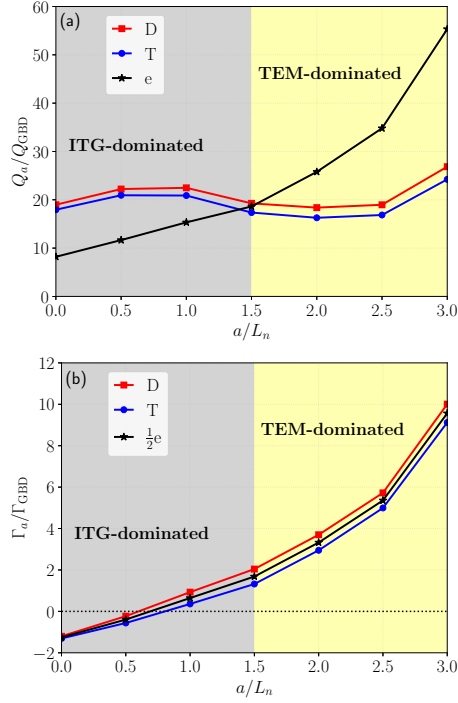 (a)
D
T
e
ITG-dominated
TEM-dominated
Q_a/Q_GBD
60
50
40
30
20
10
0
0.0 0.5 1.0 1.5 2.0 2.5 3.0
a/L_n
(b)
D
T
½e
ITG-dominated
TEM-dominated
Γ_a/Γ_GBD
12
10
8
6
4
2
0
−2
0.0 0.5 1.0 1.5 2.0 2.5 3.0
a/L_n